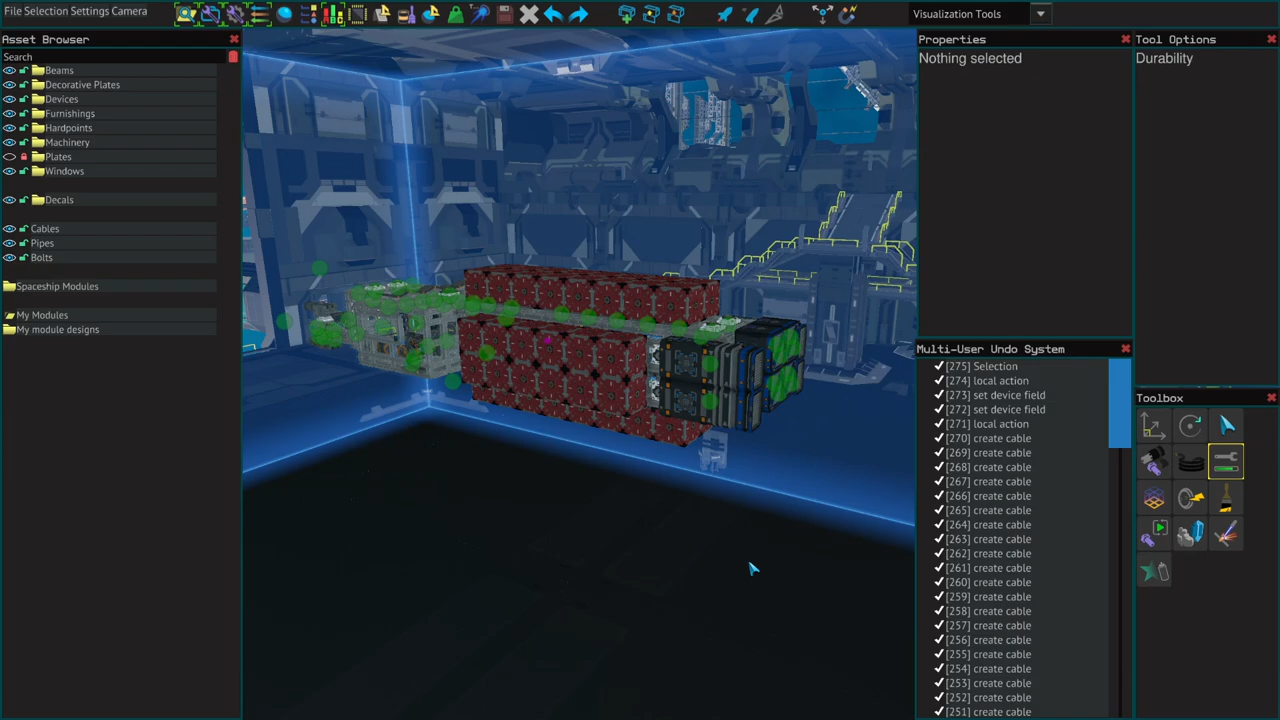 File Selection Settings Camera
Visualization Tools
Asset Browser
Search
Beams
Decorative Plates
Devices
Furnishings
Hardpoints
Machinery
Plates
Windows
Decals
Cables
Pipes
Bolts
Spaceship Modules
My Modules
My module designs
Properties
Nothing selected
Tool Options
Durability
Multi-User Undo System
[275] Selection
[274] local action
[273] set device field
[272] set device field
[271] local action
[270] create cable
[269] create cable
[268] create cable
[267] create cable
[266] create cable
[265] create cable
[264] create cable
[263] create cable
[262] create cable
[261] create cable
[260] create cable
[259] create cable
[258] create cable
[257] create cable
[256] create cable
[255] create cable
[254] create cable
[253] create cable
[252] create cable
[251] create cable
Toolbox